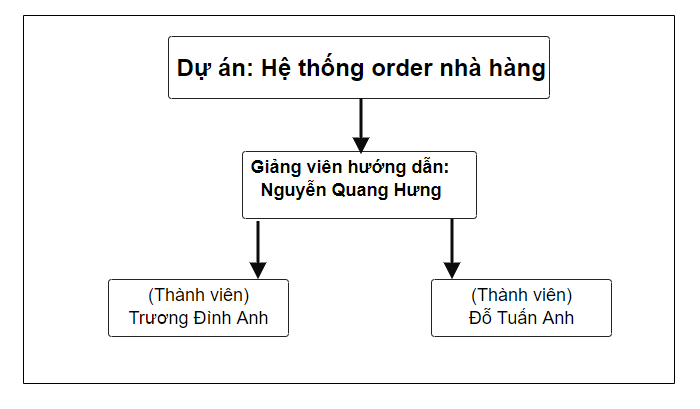 Dự án: Hệ thống order nhà hàng
Giảng viên hướng dẫn:
Nguyễn Quang Hưng
(Thành viên)
Trương Đình Anh
(Thành viên)
Đỗ Tuấn Anh